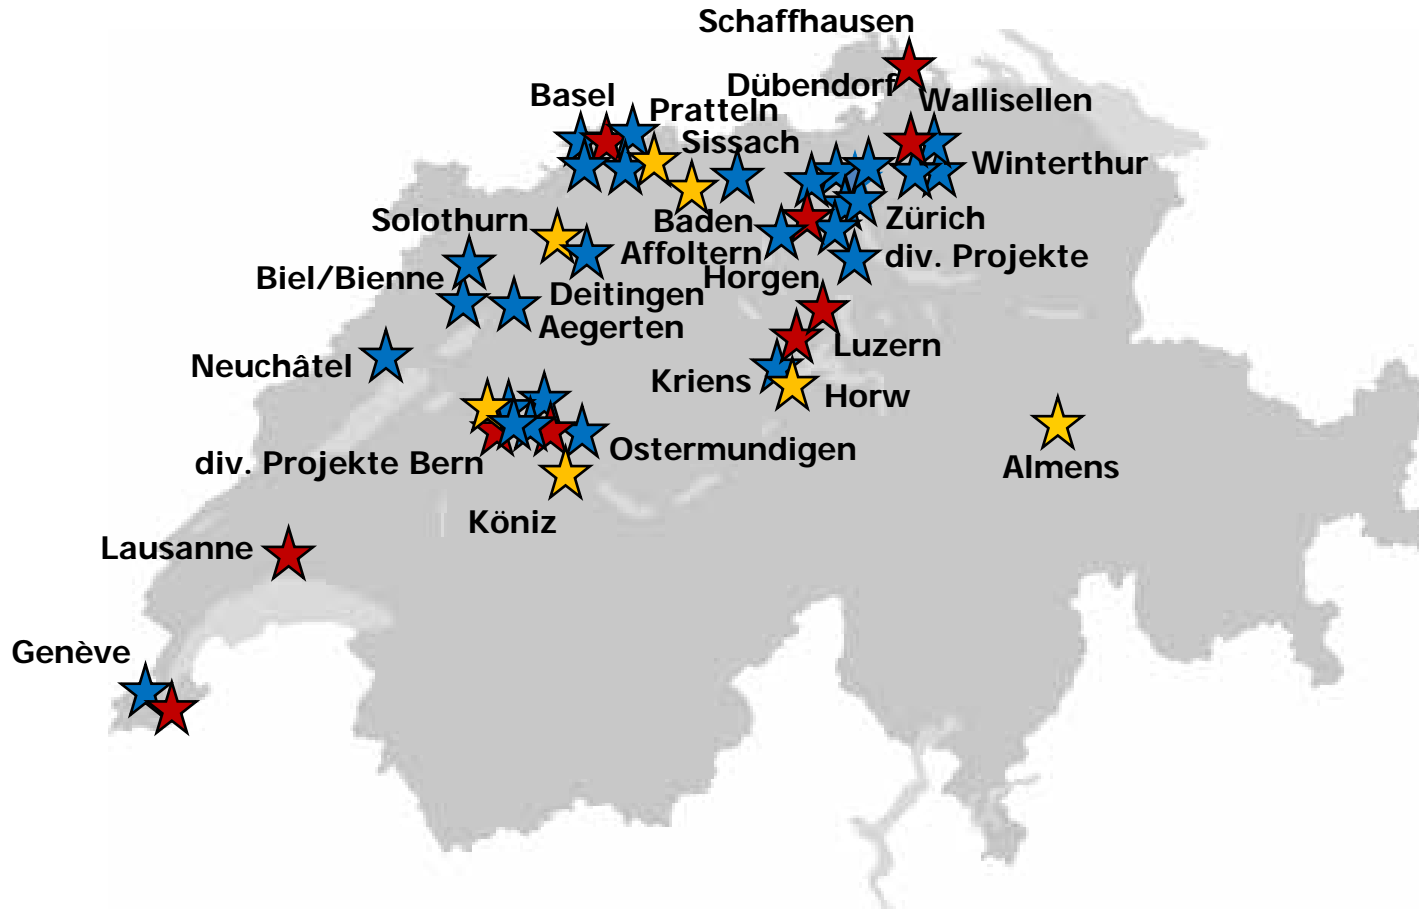 Schaffhausen
Dübendorf
Wallisellen
Basel
Pratteln
Sissach
Winterthur
Solothurn
Baden
Zürich
Affoltern
div. Projekte
Biel/Bienne
Horgen
Deitingen
Aegerten
Neuchâtel
Luzern
Kriens
Horw
Ostermundigen
div. Projekte Bern
Almens
Köniz
Lausanne
Genève